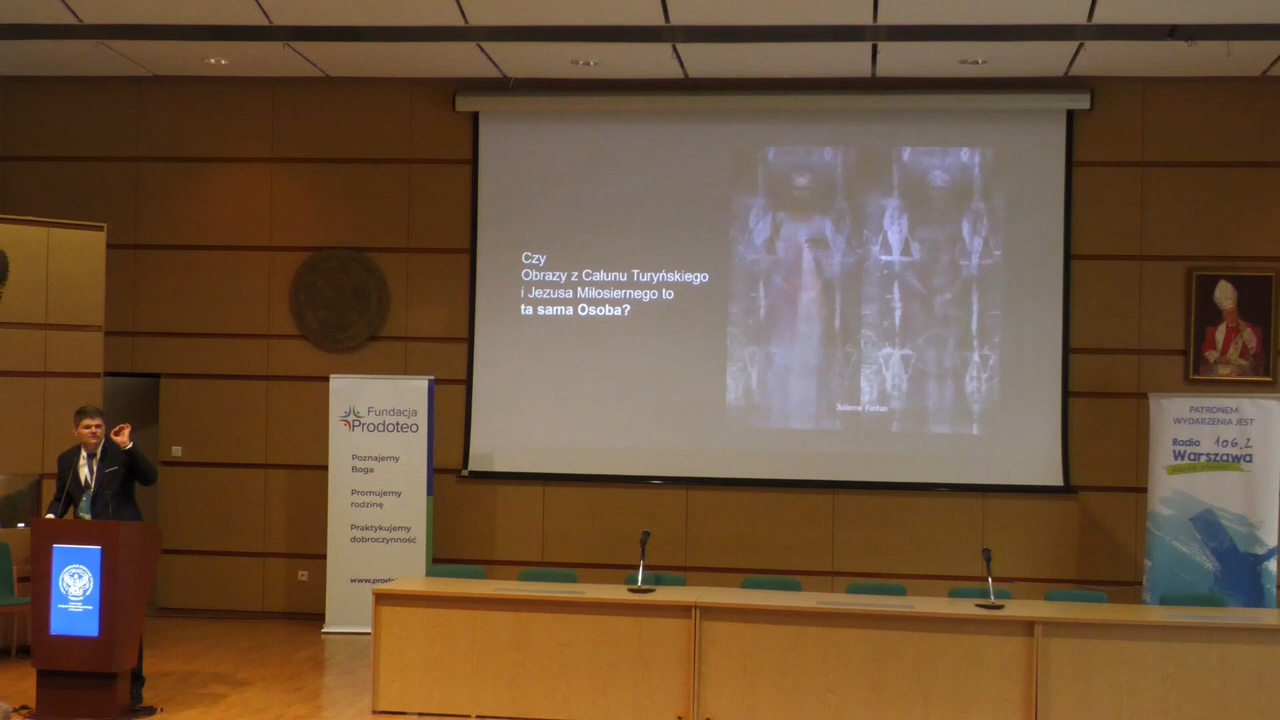 Czy
Obrazy z Całunu Turyńskiego
i Jezusa Miłosiernego to
ta sama Osoba?
Fundacja
Prodoteo
Poznajemy
Boga
Promujemy
rodzinę
Praktykujemy
dobroczynność
PATRONEM
WYDARZENIA JEST
Radio 106,2
Warszawa